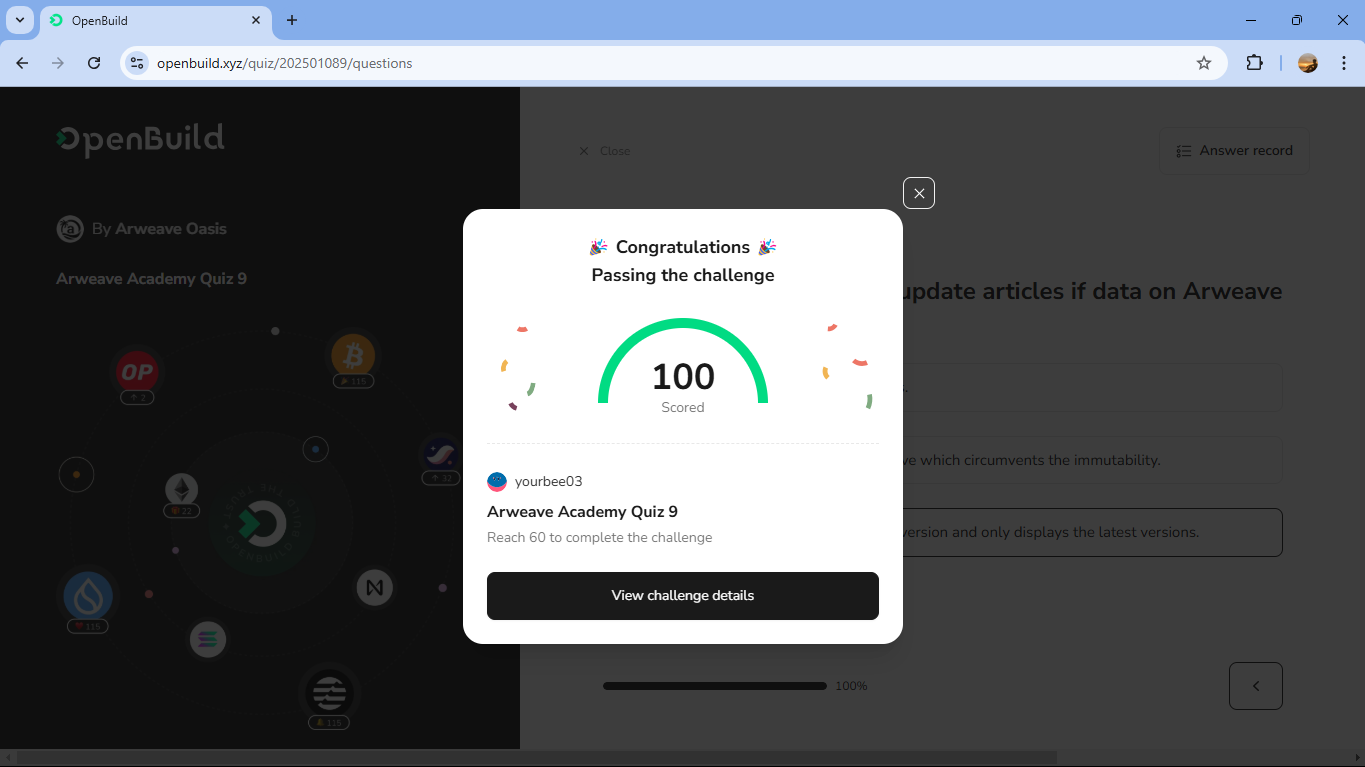 OpenBuild
openbuild.xyz/quiz/202501089/questions
OpenBuild
Close
Answer record
By Arweave Oasis
Arweave Academy Quiz 9
🎉 Congratulations 🎉
Passing the challenge
update articles if data on Arweave
100
Scored
OP
2
115
32
22
which circumvents the immutability.
yourbee03
Arweave Academy Quiz 9
Reach 60 to complete the challenge
version and only displays the latest versions.
View challenge details
115
115
100%